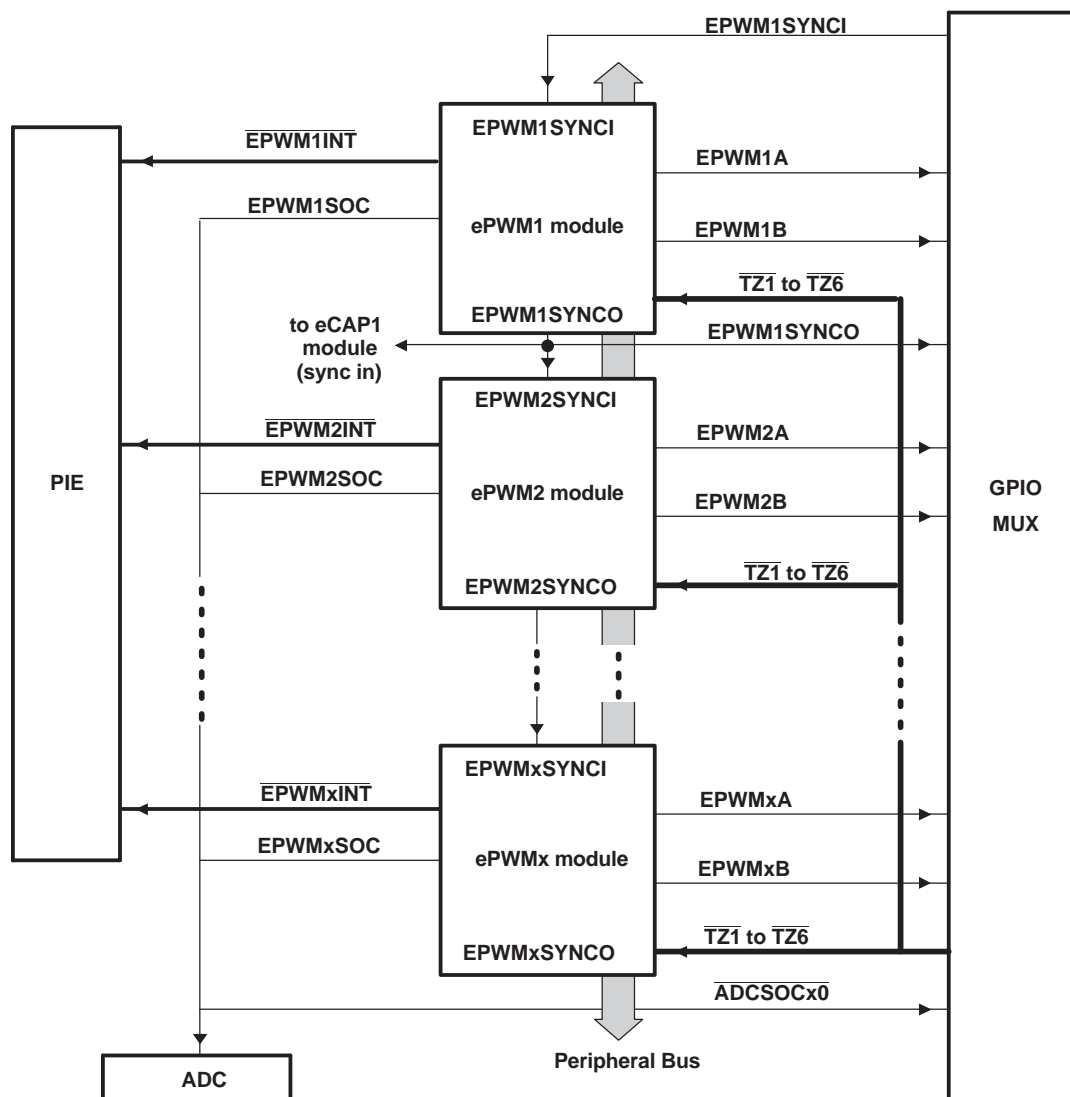 EPWM1SYNCI
EPWM1SYNCI
EPWM1INT
EPWM1A
EPWM1SOC
ePWM1 module
EPWM1B
TZ1 to TZ6
EPWM1SYNCO
to eCAP1
module
(sync in)
EPWM1SYNCO
EPWM2SYNCI
EPWM2INT
EPWM2A
PIE
EPWM2SOC
ePWM2 module
EPWM2B
GPIO
MUX
TZ1 to TZ6
EPWM2SYNCO
EPWMxSYNCI
EPWMxINT
EPWMxA
EPWMxSOC
ePWMx module
EPWMxB
TZ1 to TZ6
EPWMxSYNCO
ADCSOCx0
Peripheral Bus
ADC